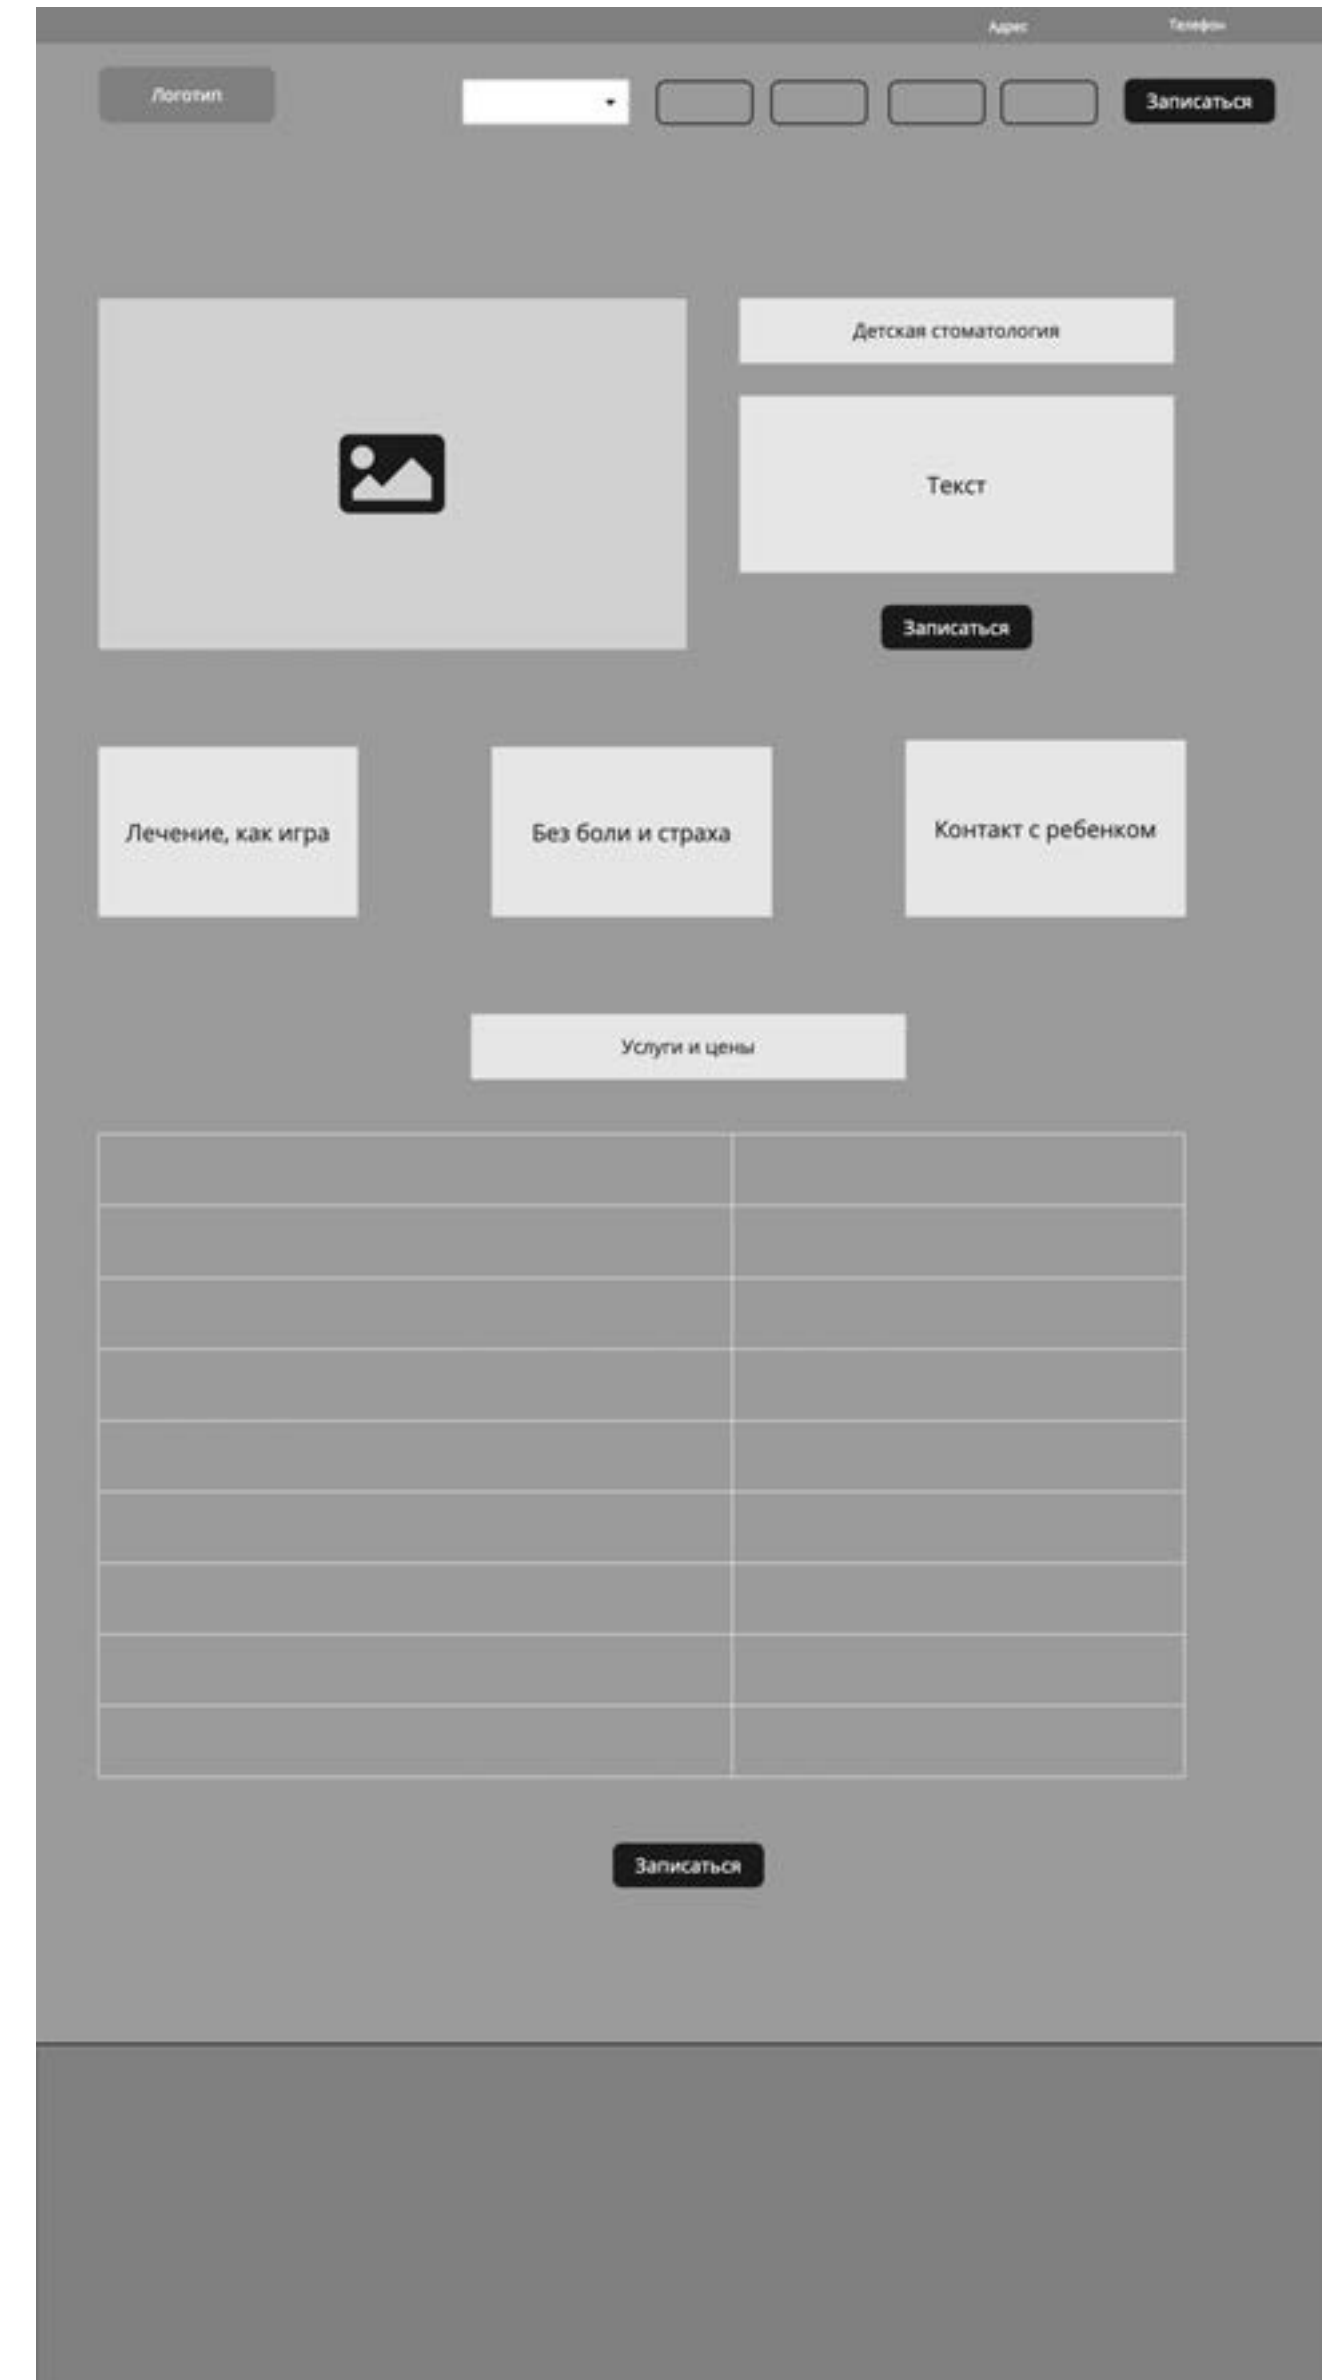 Адрес
Телефон
Логотип
Записаться
Детская стоматология
Текст
Записаться
Лечение, как игра
Без боли и страха
Контакт с ребенком
Услуги и цены
Записаться